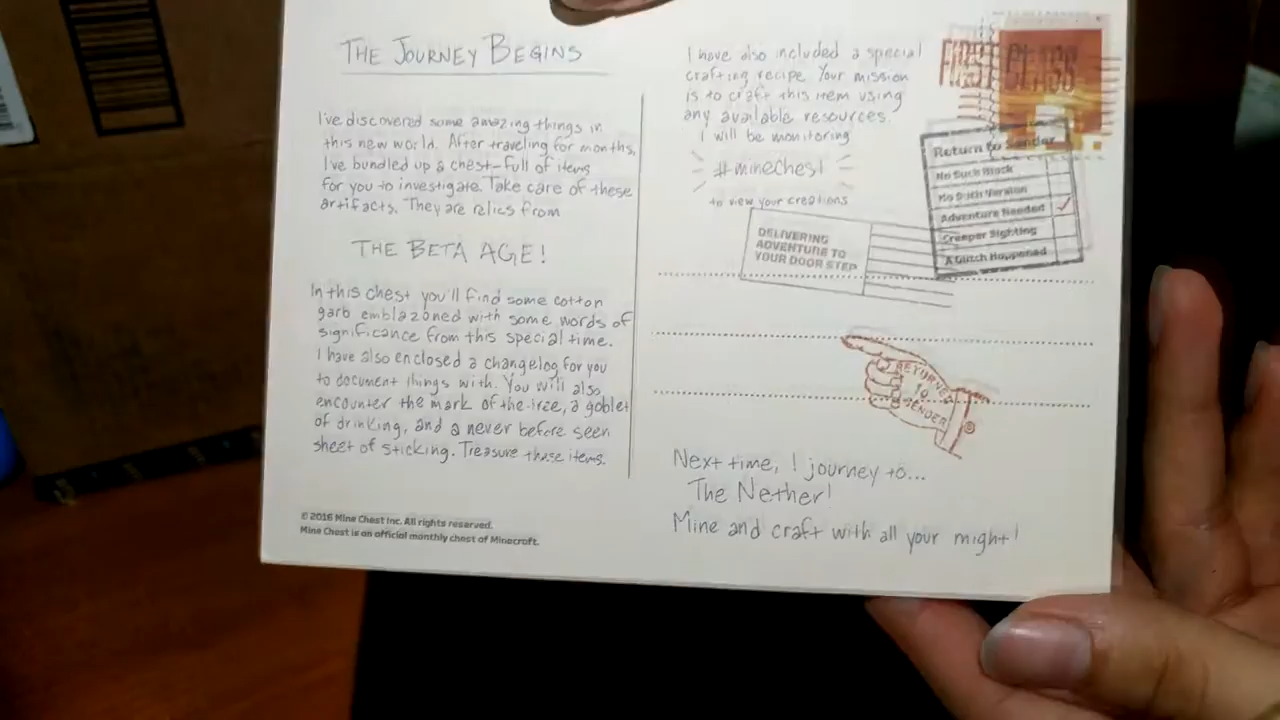 THE JOURNEY BEGINS
I've discovered some amazing things in
this new world. After traveling for months,
I've bundled up a chest-full of items
for you to investigate. Take care of these
artifacts. They are relics from
THE BETA AGE!
In this chest you'll find some cotton
garb emblazoned with some words of
significance from this special time.
I have also enclosed a changelog for you
to document things with. You will also
encounter the mark of the tree, a goblet
of drinking, and a never before seen
sheet of sticking. Treasure these items.
© 2016 Mine Chest Inc. All rights reserved.
Mine Chest is an official monthly chest of Minecraft.
I have also included a special
crafting recipe. Your mission
is to craft this item using
any available resources.
I will be monitoring
#minechest
to view your creations
FIRST CLASS
Return to Sender
No Such Block
No Such Version
Adventure Needed
Creeper Sighting
A Glitch Happened
DELIVERING
ADVENTURE TO
YOUR DOOR STEP
RETURNED
TO
SENDER
Next time, I journey to...
The Nether!
Mine and craft with all your might!